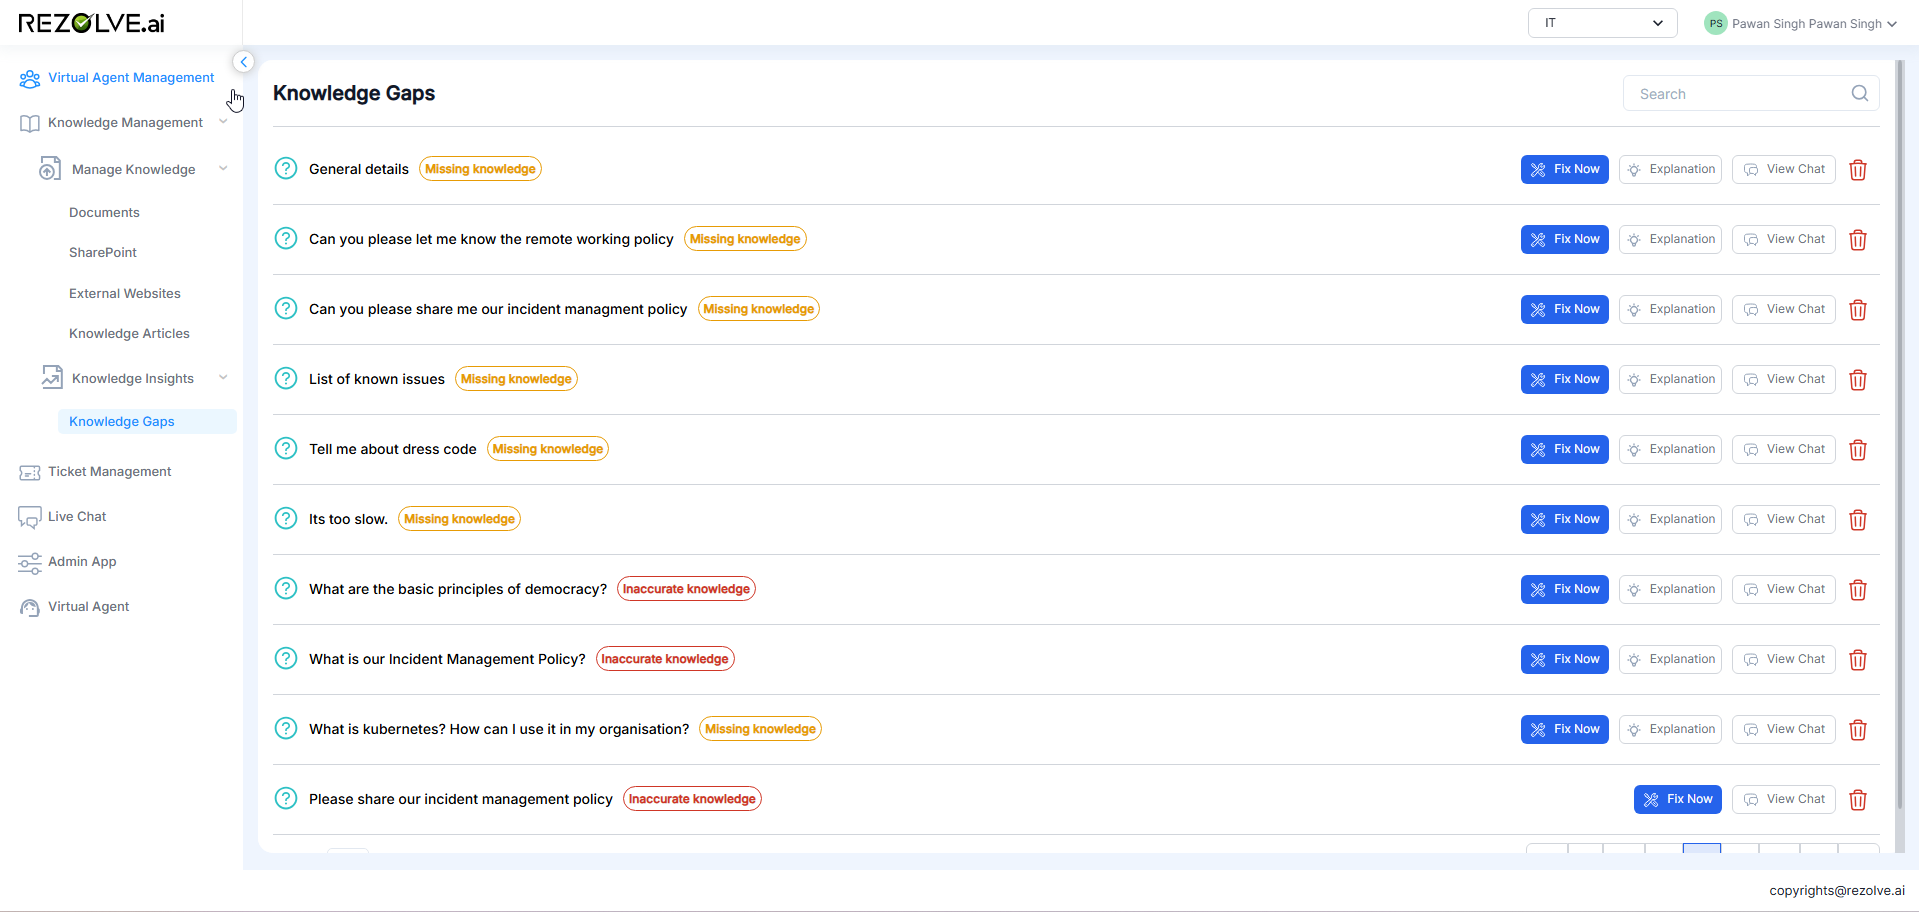 REZOLVE.ai
IT
PS Pawan Singh Pawan Singh
Virtual Agent Management
Knowledge Management
Manage Knowledge
Documents
SharePoint
External Websites
Knowledge Articles
Knowledge Insights
Knowledge Gaps
Ticket Management
Live Chat
Admin App
Virtual Agent
Knowledge Gaps
Search
General details Missing knowledge Fix Now Explanation View Chat
Can you please let me know the remote working policy Missing knowledge Fix Now Explanation View Chat
Can you please share me our incident managment policy Missing knowledge Fix Now Explanation View Chat
List of known issues Missing knowledge Fix Now Explanation View Chat
Tell me about dress code Missing knowledge Fix Now Explanation View Chat
Its too slow. Missing knowledge Fix Now Explanation View Chat
What are the basic principles of democracy? Inaccurate knowledge Fix Now Explanation View Chat
What is our Incident Management Policy? Inaccurate knowledge Fix Now Explanation View Chat
What is kubernetes? How can I use it in my organisation? Missing knowledge Fix Now Explanation View Chat
Please share our incident management policy Inaccurate knowledge Fix Now View Chat
copyrights@rezolve.ai